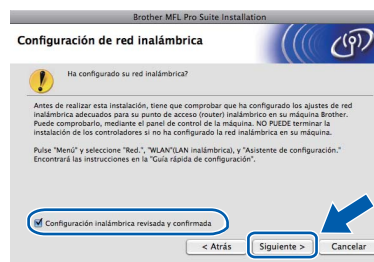 Brother MFL Pro Suite Installation
Configuración de red inalámbrica
Ha configurado su red inalámbrica?
Antes de realizar esta instalación, tiene que comprobar que ha configurado los ajustes de red
inalámbrica adecuados para su punto de acceso (router) inalámbrico en su máquina Brother.
Puede comprobarlo, mediante el panel de control de la máquina. NO PUEDE terminar la
instalación de los controladores si no ha configurado la red inalámbrica en su máquina.
Pulse "Menú" y seleccione "Red.", "WLAN"(LAN inalámbrica), y "Asistente de configuración."
Encontrará las instrucciones en la "Guía rápida de configuración".
Configuración inalámbrica revisada y confirmada
< Atrás
Siguiente >
Cancelar